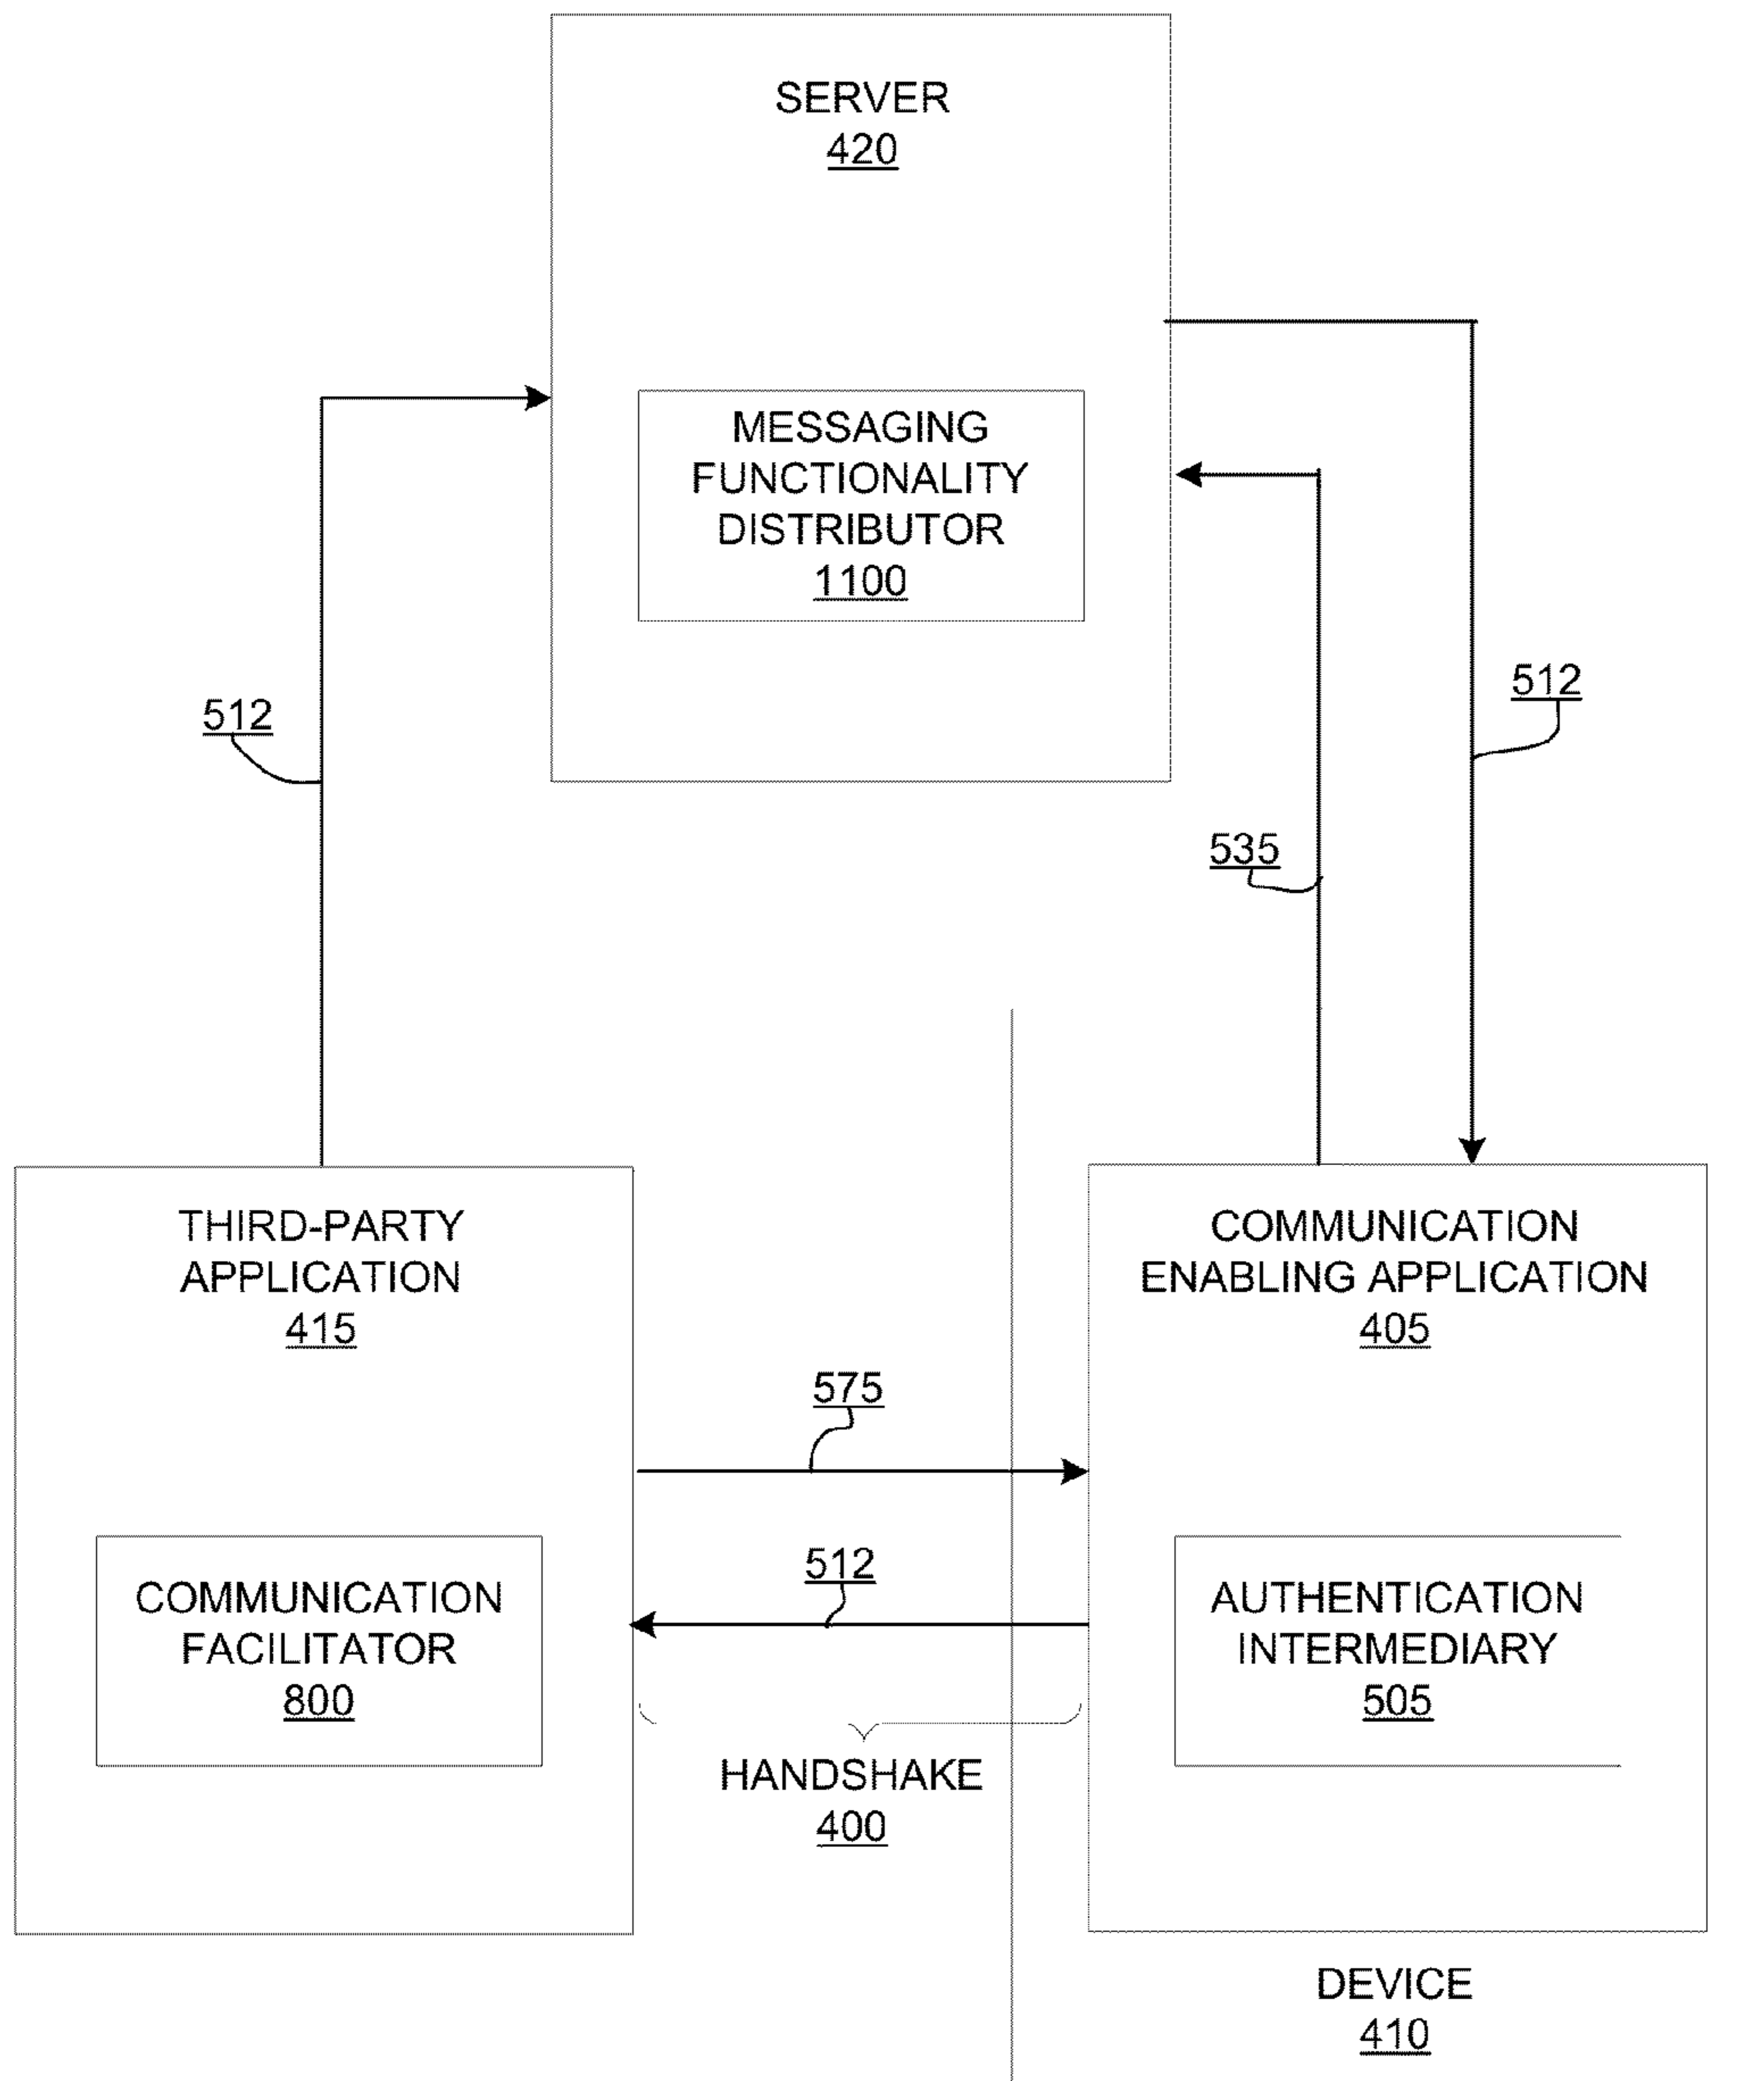 SERVER
420
MESSAGING
FUNCTIONALITY
DISTRIBUTOR
1100
512
512
535
THIRD-PARTY
APPLICATION
415
COMMUNICATION
ENABLING APPLICATION
405
575
512
COMMUNICATION
FACILITATOR
800
AUTHENTICATION
INTERMEDIARY
505
HANDSHAKE
400
DEVICE
410